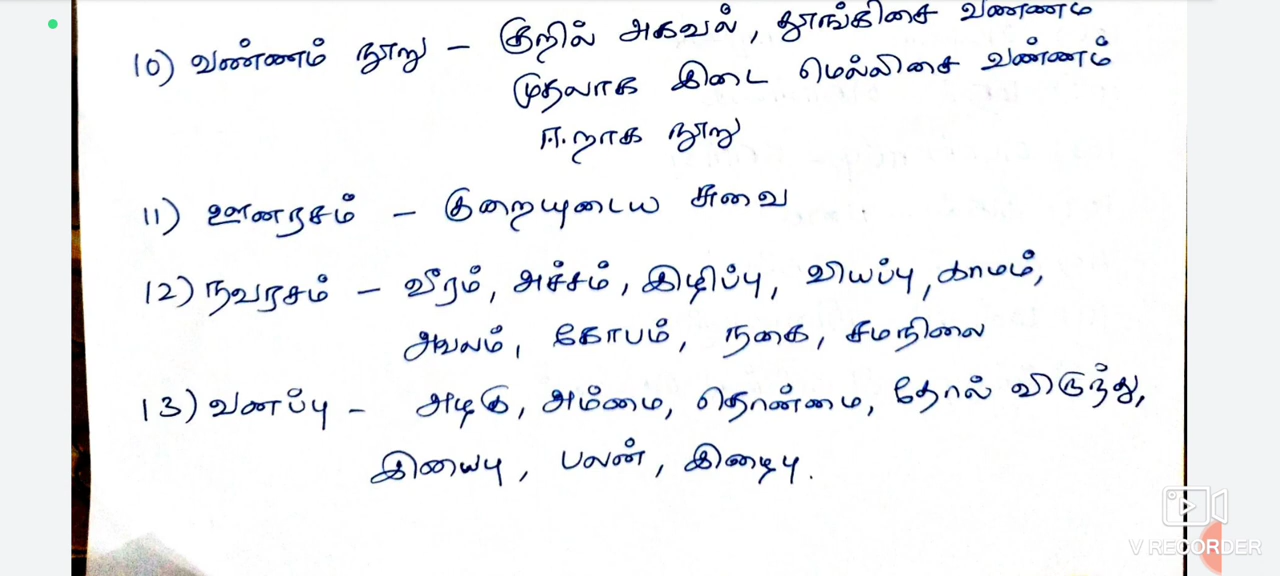 10) வண்ணம் நூறு – குறில் அகவல், தூங்கிசை வண்ணம்
முதலாக இடை மெல்லிசை வண்ணம்
ஈறாக நூறு
11) ஊனரசம் – குறையுடைய சுவை
12) நவரசம் – வீரம், அச்சம், இழிப்பு, வியப்பு, காமம்,
அவலம், கோபம், நகை, சமநிலை
13) வனப்பு – அழகு, அம்மை, தொன்மை, தோல் விருந்து,
இயைபு, பலன், இழைபு.
V RECORDER